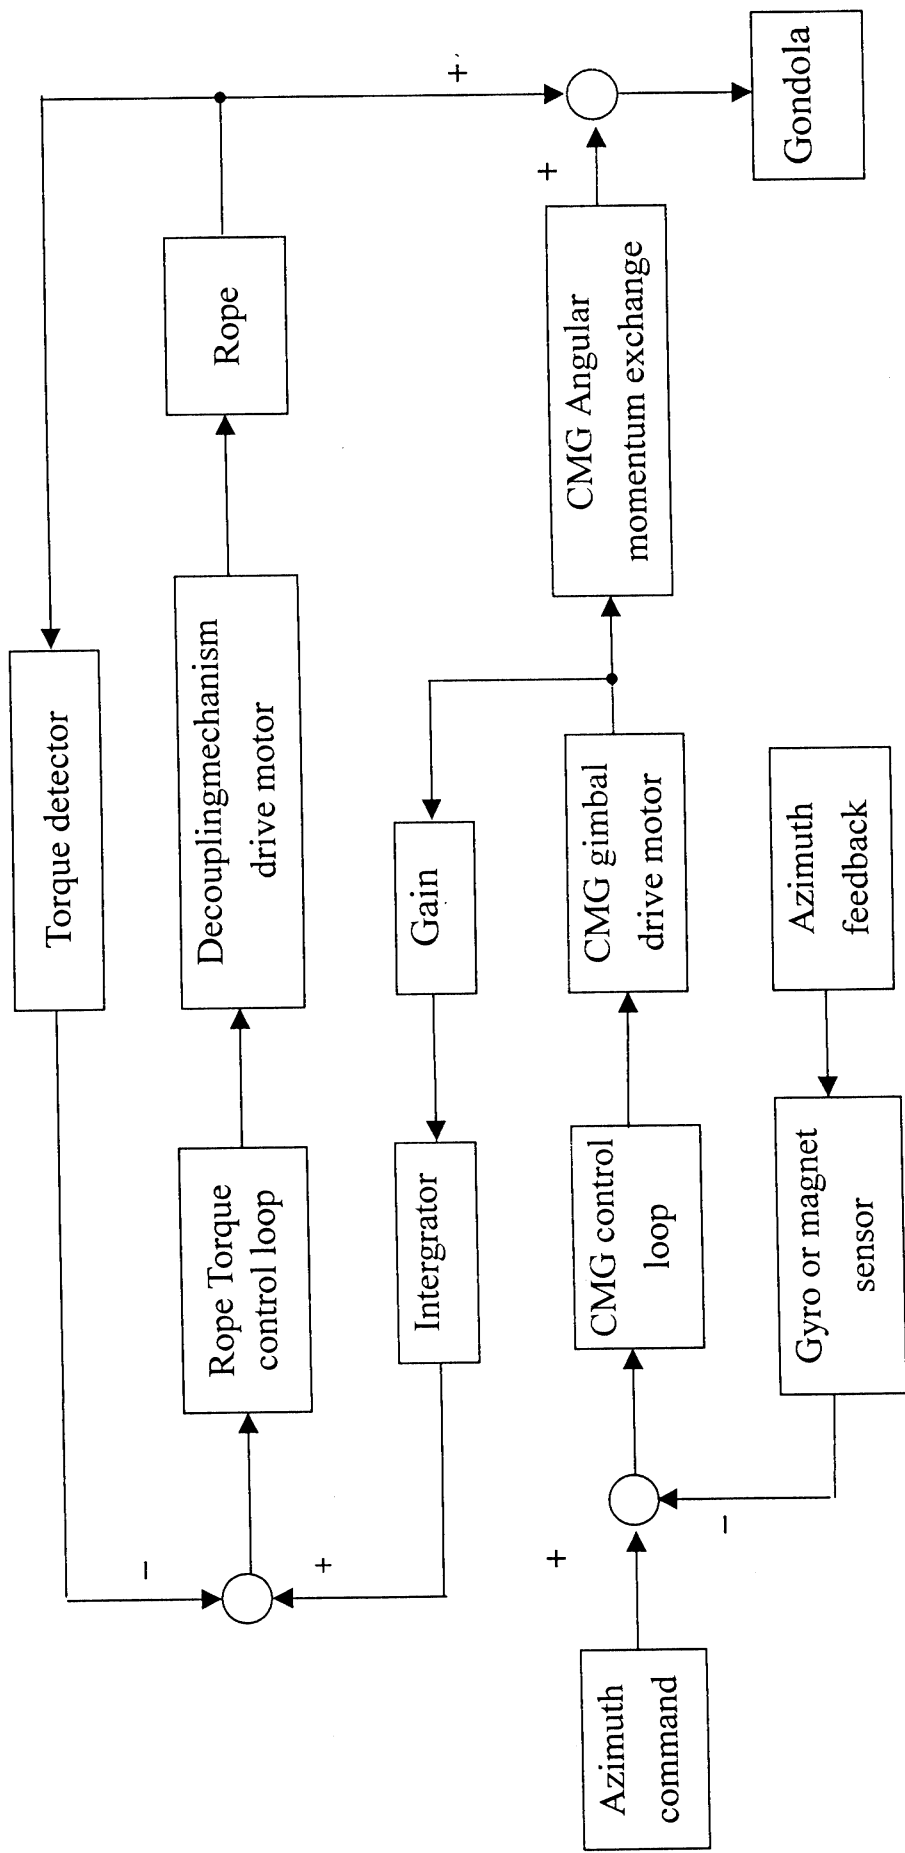 Torque detector
−
Rope Torque
control loop
Decouplingmechanism
drive motor
Rope
+
+
Intergrator
Gain
+
Azimuth
command
+
CMG control
loop
CMG gimbal
drive motor
CMG Angular
momentum exchange
−
Gyro or magnet
sensor
Azimuth
feedback
Gondola